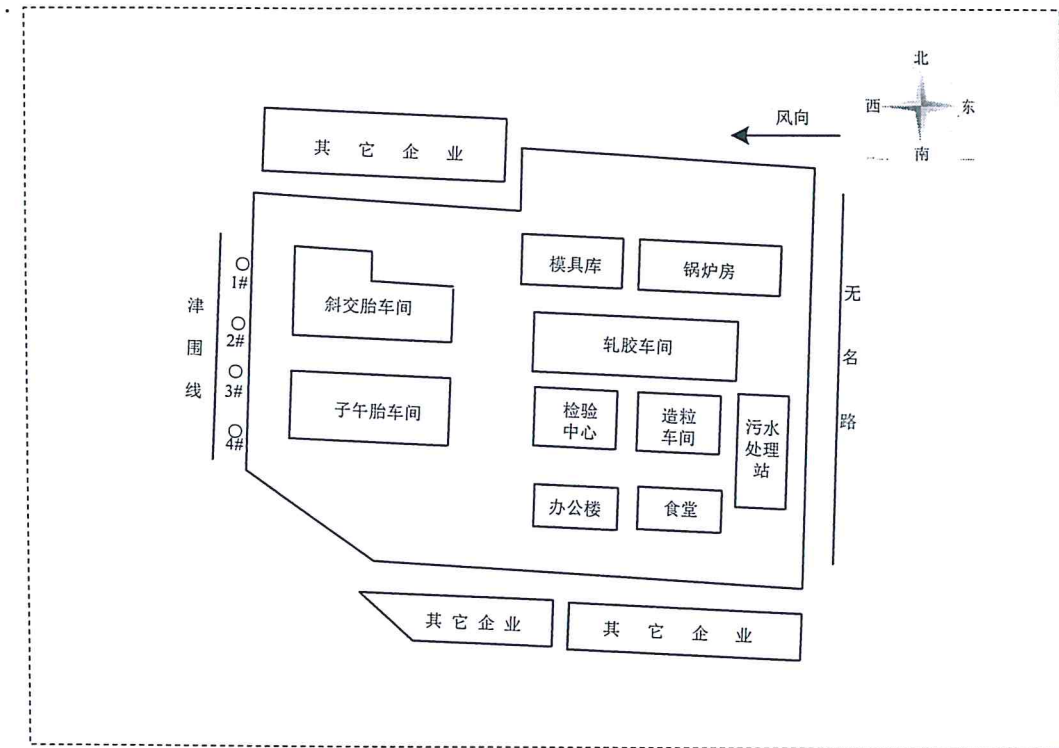 北
西
东
南
风向
其它企业
模具库
锅炉房
斜交胎车间
轧胶车间
子午胎车间
检验
中心
造粒
车间
污水
处理
站
办公楼
食堂
1#
2#
3#
4#
津围线
无名路
其它企业
其它企业